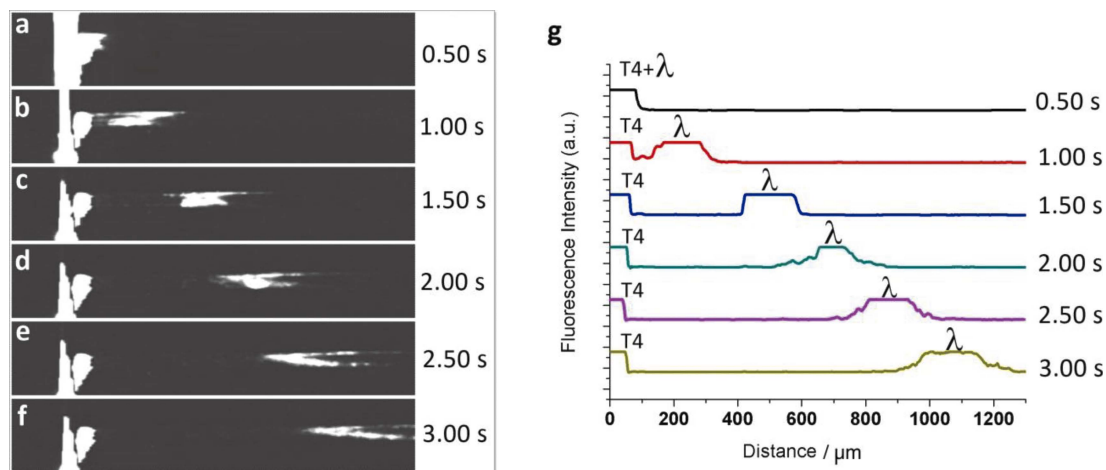 a
0.50 s
b
1.00 s
c
1.50 s
d
2.00 s
e
2.50 s
f
3.00 s
g
Fluorescence Intensity (a.u.)
T4+λ
0.50 s
T4 λ
1.00 s
T4 λ
1.50 s
T4 λ
2.00 s
T4 λ
2.50 s
T4 λ
3.00 s
0 200 400 600 800 1000 1200
Distance / μm